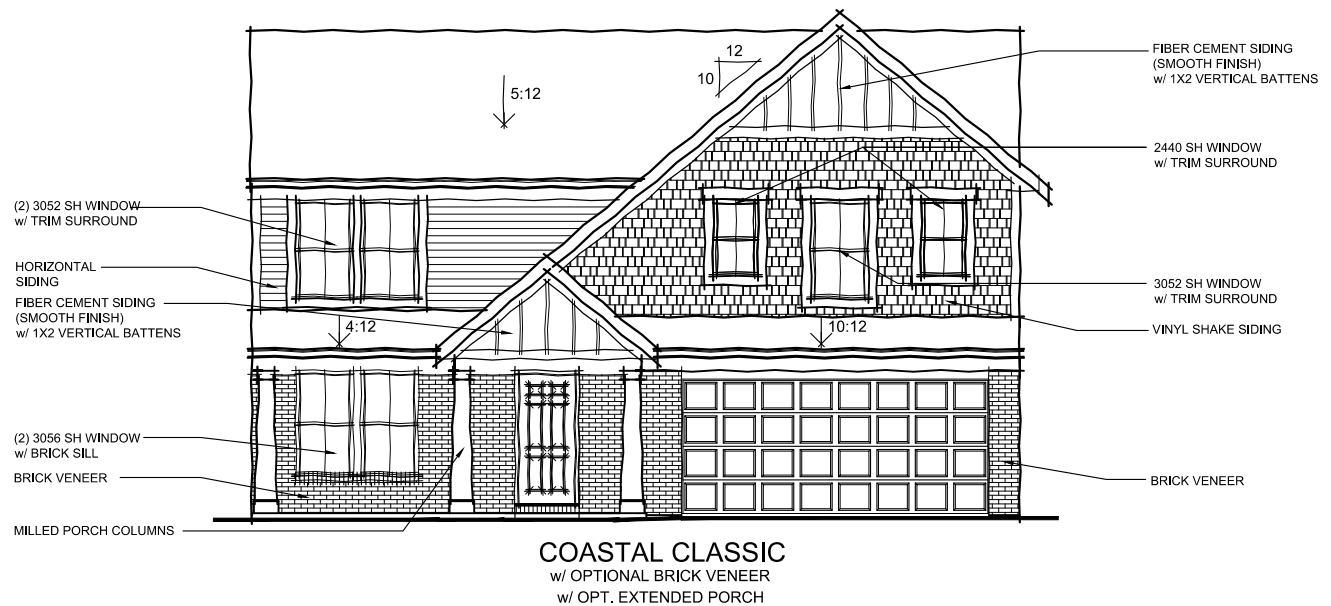 12
10
5:12
FIBER CEMENT SIDING
(SMOOTH FINISH)
w/ 1X2 VERTICAL BATTENS
2440 SH WINDOW
w/ TRIM SURROUND
(2) 3052 SH WINDOW
w/ TRIM SURROUND
HORIZONTAL
SIDING
FIBER CEMENT SIDING
(SMOOTH FINISH)
w/ 1X2 VERTICAL BATTENS
4:12
10:12
3052 SH WINDOW
w/ TRIM SURROUND
VINYL SHAKE SIDING
(2) 3056 SH WINDOW
w/ BRICK SILL
BRICK VENEER
BRICK VENEER
MILLED PORCH COLUMNS
COASTAL CLASSIC
w/ OPTIONAL BRICK VENEER
w/ OPT. EXTENDED PORCH